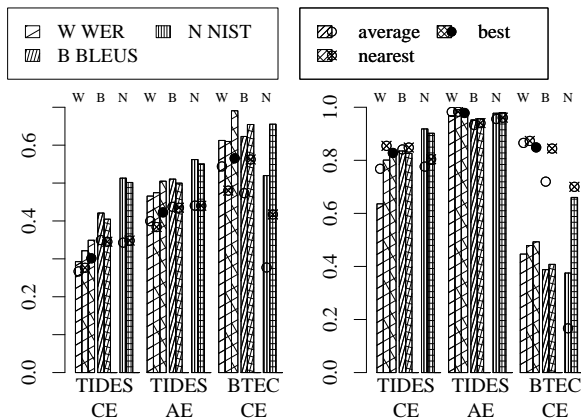 W WER N NIST
B BLEUS
average best
nearest
W B N W B N W B N
0.0 0.2 0.4 0.6
TIDES TIDES BTEC
CE AE CE
W B N W B N W B N
0.0 0.2 0.4 0.6 0.8 1.0
TIDES TIDES BTEC
CE AE CE